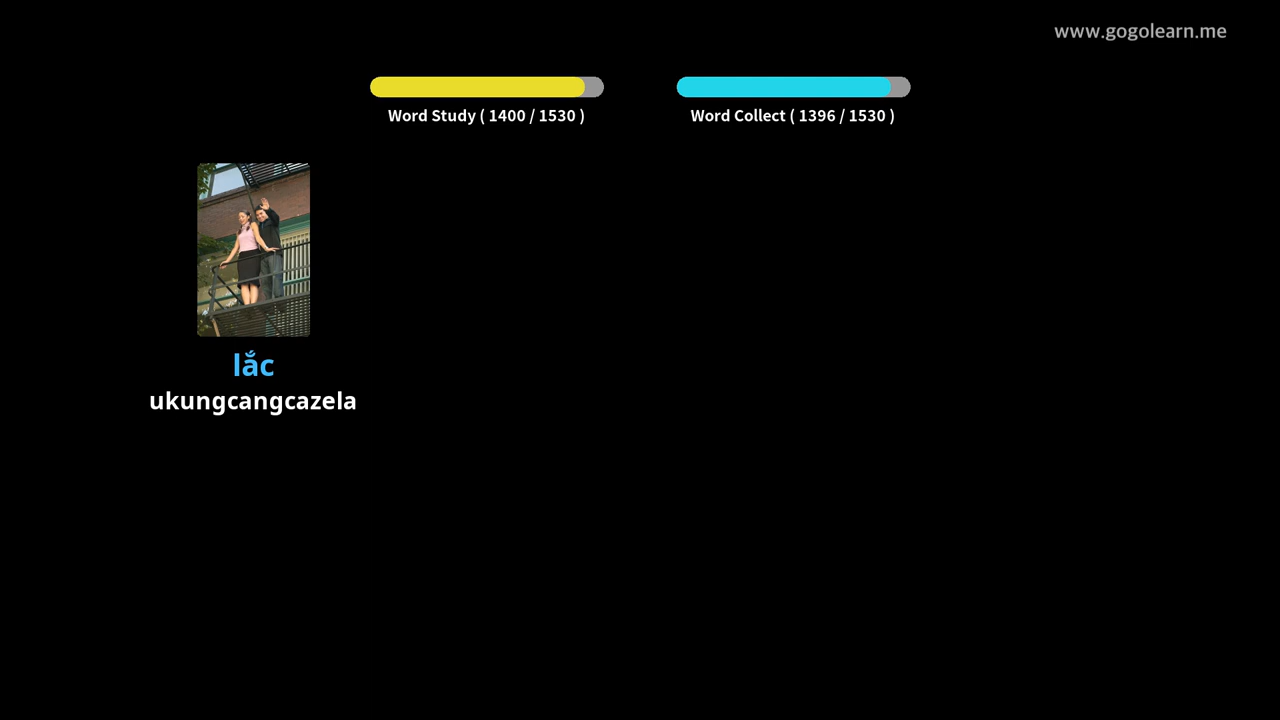 www.gogolearn.me
Word Study ( 1400 / 1530 )
Word Collect ( 1396 / 1530 )
lắc
ukungcangcazela